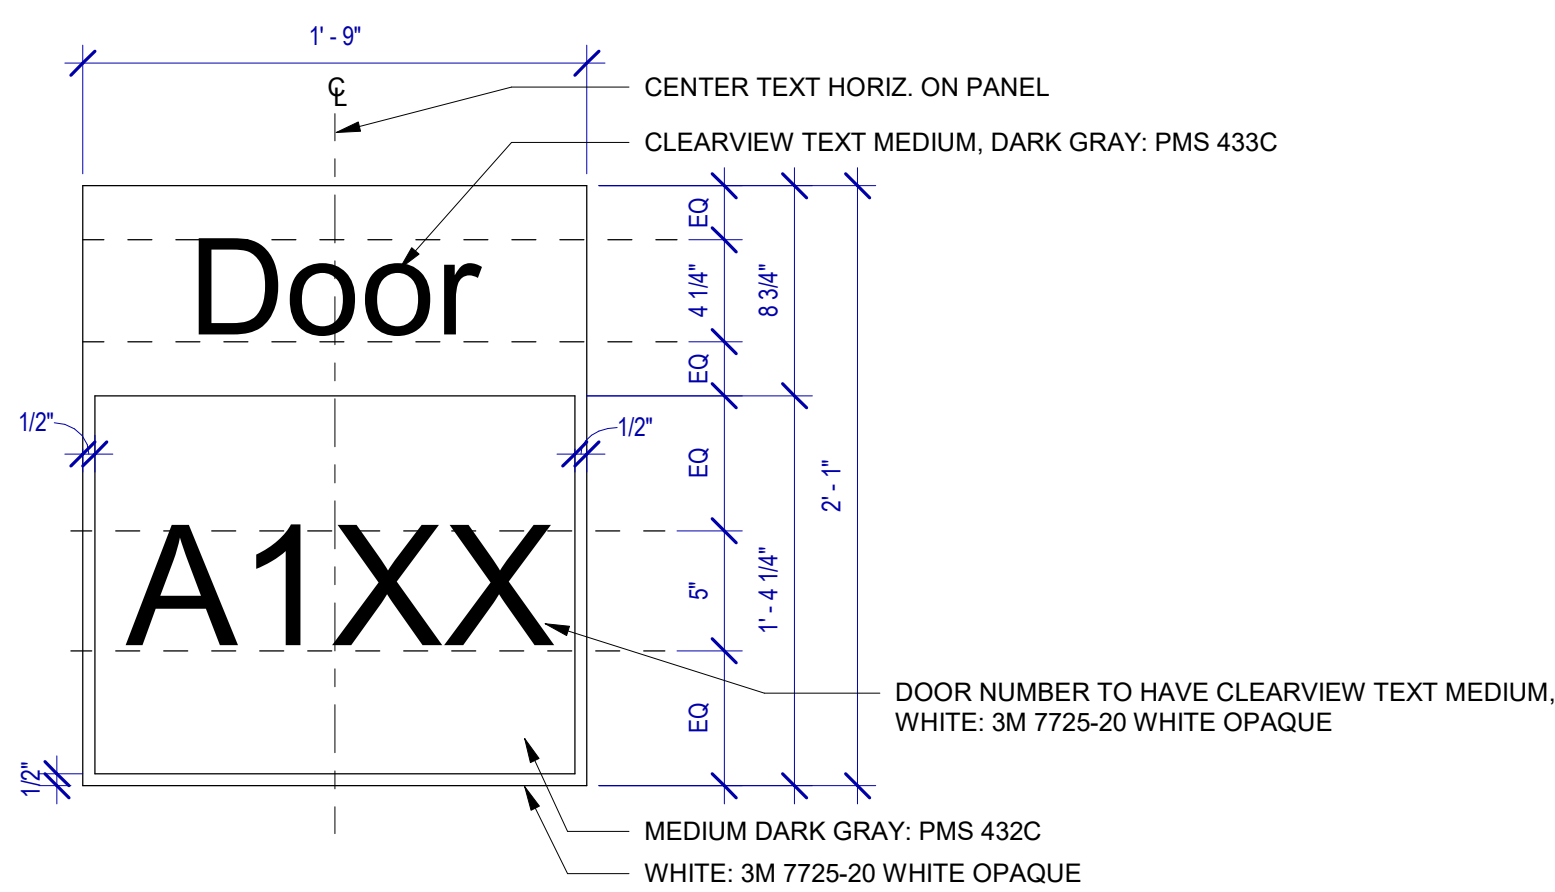 1' - 9"
℄
CENTER TEXT HORIZ. ON PANEL
CLEARVIEW TEXT MEDIUM, DARK GRAY: PMS 433C
Door
EQ
4 1/4"
EQ
8 3/4"
1/2"
1/2"
EQ
5"
EQ
1' - 4 1/4"
2' - 1"
A1XX
DOOR NUMBER TO HAVE CLEARVIEW TEXT MEDIUM,
WHITE: 3M 7725-20 WHITE OPAQUE
1/2"
MEDIUM DARK GRAY: PMS 432C
WHITE: 3M 7725-20 WHITE OPAQUE